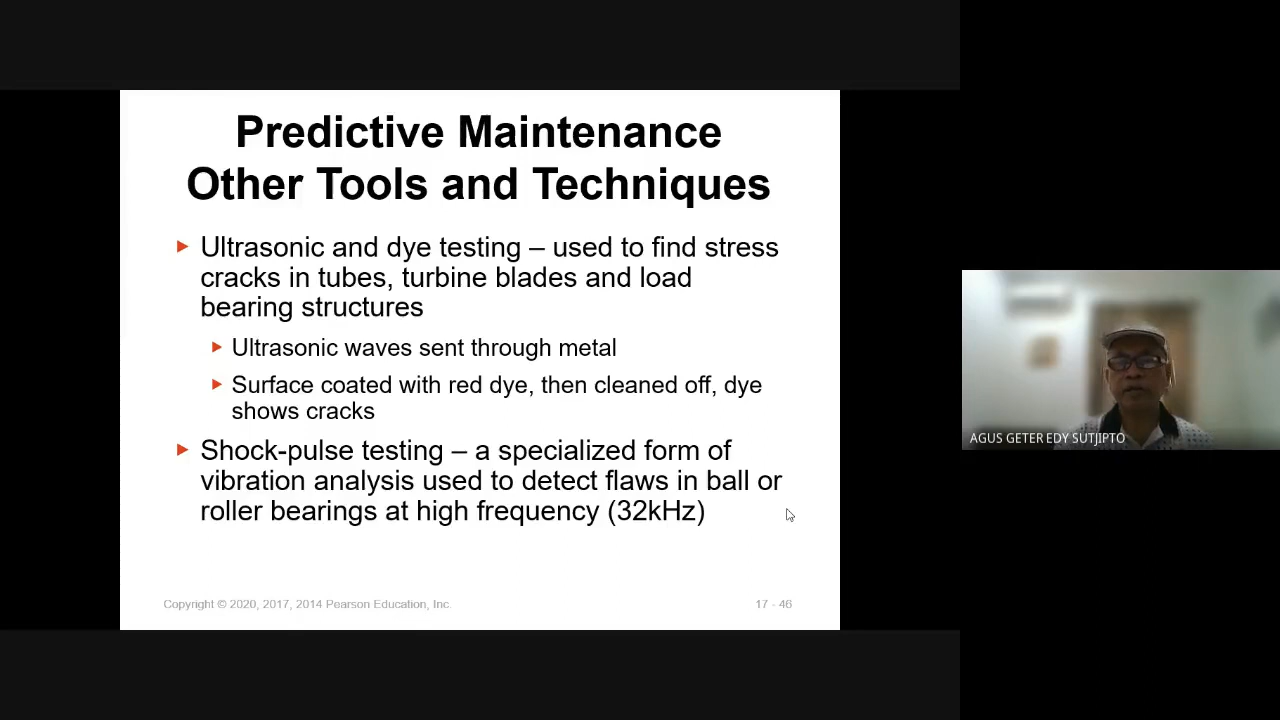 Predictive Maintenance
Other Tools and Techniques
Ultrasonic and dye testing – used to find stress
cracks in tubes, turbine blades and load
bearing structures
Ultrasonic waves sent through metal
Surface coated with red dye, then cleaned off, dye
shows cracks
Shock-pulse testing – a specialized form of
vibration analysis used to detect flaws in ball or
roller bearings at high frequency (32kHz)
Copyright © 2020, 2017, 2014 Pearson Education, Inc.
17 - 46
AGUS GETER EDY SUTJIPTO